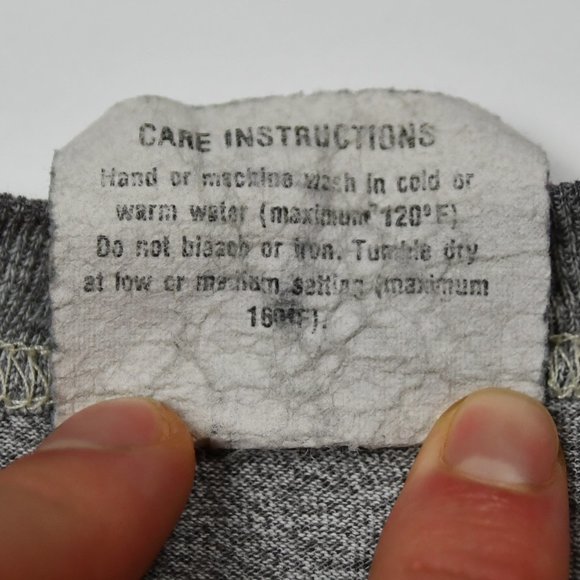 CARE INSTRUCTIONS
Hand or machine wash in cold or
warm water (maximum 120°F)
Do not bleach or iron. Tumble dry
at low or medium setting (maximum
160°F).